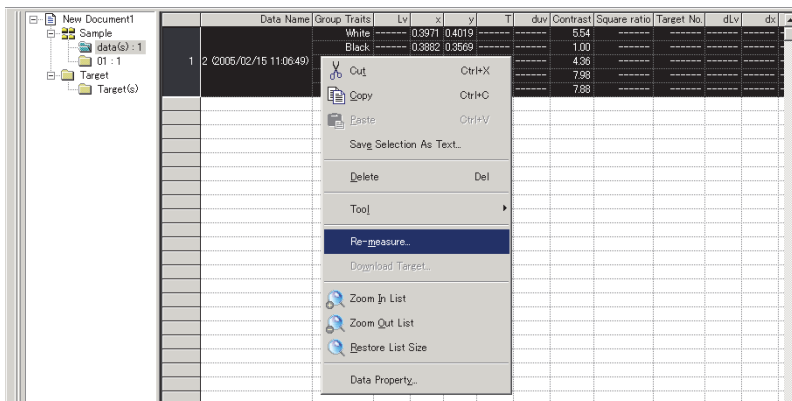 New Document1
Sample
data(s) : 1
01 : 1
Target
Target(s)
Data Name Group Traits Lv x y T duv Contrast Square ratio Target No. dLv dx
White ------ 0.3971 0.4019 ------ ------ 5.54 ------ ------ ------ ------
Black ------ 0.3882 0.3569 ------ ------ 1.00 ------ ------ ------ ------
1 2 (2005/02/15 11:06:49) ------ 4.36 ------ ------ ------ ------
------ 7.98 ------ ------ ------ ------
------ 7.88 ------ ------ ------ ------
Cut Ctrl+X
Copy Ctrl+C
Paste Ctrl+V
Save Selection As Text...
Delete Del
Tool
Re-measure...
Download Target...
Zoom In List
Zoom Out List
Restore List Size
Data Property...